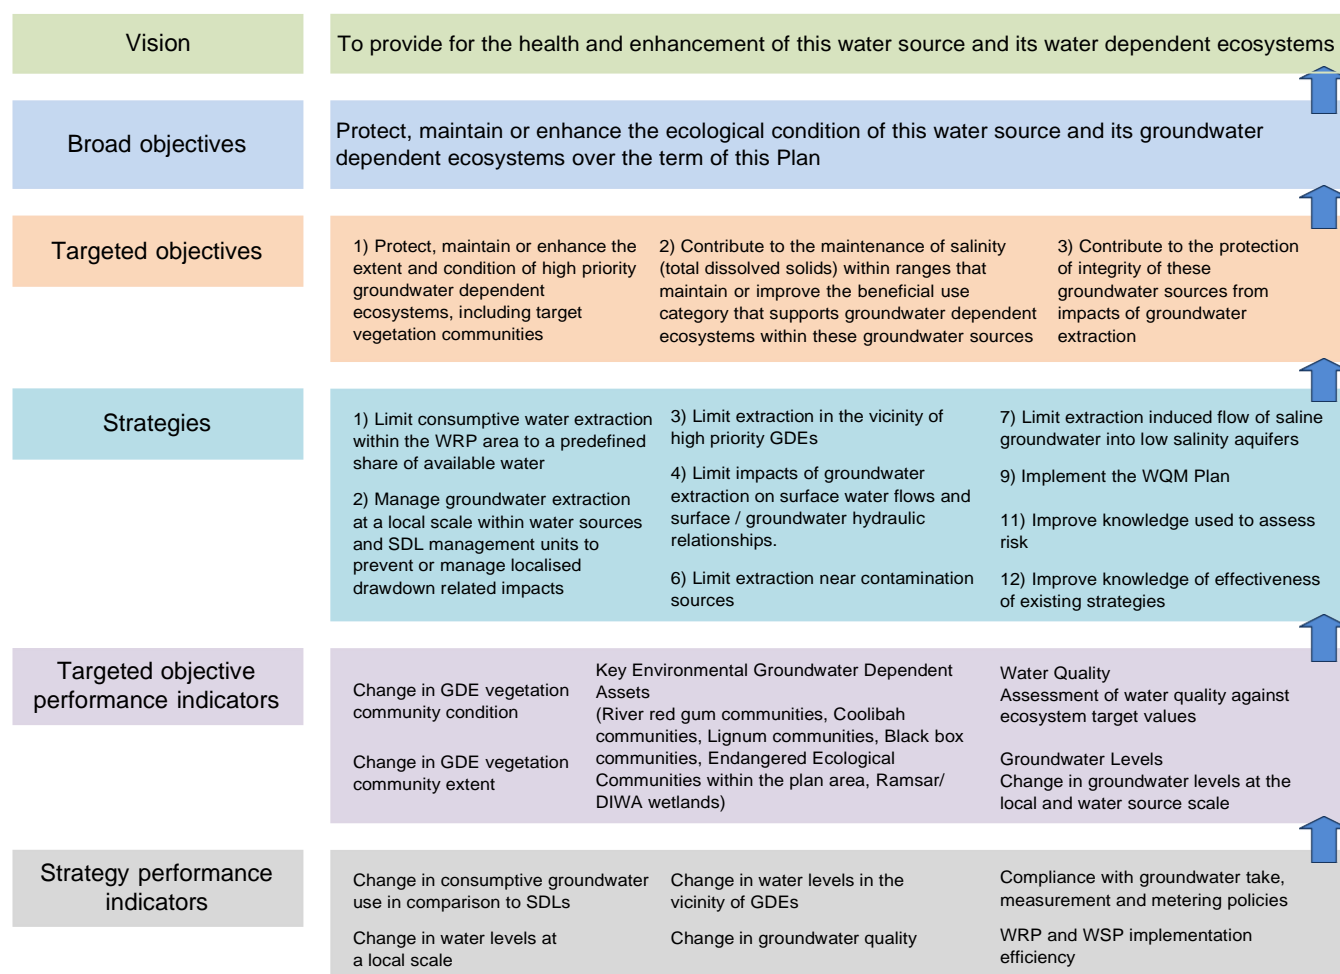 Vision
To provide for the health and enhancement of this water source and its water dependent ecosystems
Broad objectives
Protect, maintain or enhance the ecological condition of this water source and its groundwater
dependent ecosystems over the term of this Plan
Targeted objectives
1) Protect, maintain or enhance the
extent and condition of high priority
groundwater dependent
ecosystems, including target
vegetation communities
2) Contribute to the maintenance of salinity
(total dissolved solids) within ranges that
maintain or improve the beneficial use
category that supports groundwater dependent
ecosystems within these groundwater sources
3) Contribute to the protection
of integrity of these
groundwater sources from
impacts of groundwater
extraction
Strategies
1) Limit consumptive water extraction
within the WRP area to a predefined
share of available water
2) Manage groundwater extraction
at a local scale within water sources
and SDL management units to
prevent or manage localised
drawdown related impacts
3) Limit extraction in the vicinity of
high priority GDEs
4) Limit impacts of groundwater
extraction on surface water flows and
surface / groundwater hydraulic
relationships.
6) Limit extraction near contamination
sources
7) Limit extraction induced flow of saline
groundwater into low salinity aquifers
9) Implement the WQM Plan
11) Improve knowledge used to assess
risk
12) Improve knowledge of effectiveness
of existing strategies
Targeted objective
performance indicators
Change in GDE vegetation
community condition
Change in GDE vegetation
community extent
Key Environmental Groundwater Dependent
Assets
(River red gum communities, Coolibah
communities, Lignum communities, Black box
communities, Endangered Ecological
Communities within the plan area, Ramsar/
DIWA wetlands)
Water Quality
Assessment of water quality against
ecosystem target values
Groundwater Levels
Change in groundwater levels at the
local and water source scale
Strategy performance
indicators
Change in consumptive groundwater
use in comparison to SDLs
Change in water levels at
a local scale
Change in water levels in the
vicinity of GDEs
Change in groundwater quality
Compliance with groundwater take,
measurement and metering policies
WRP and WSP implementation
efficiency